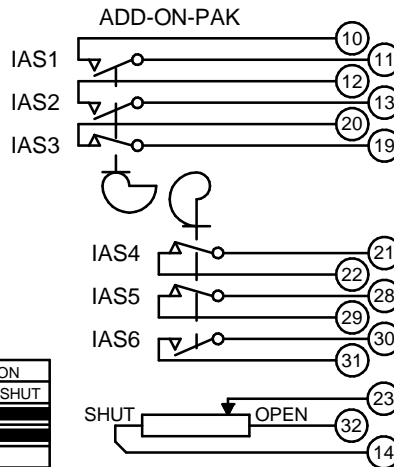 ADD-ON-PAK
10
IAS1
11
12
IAS2
13
20
IAS3
19
IAS4
21
22
IAS5
28
29
IAS6
30
31
ON
SHUT
23
SHUT OPEN
32
14